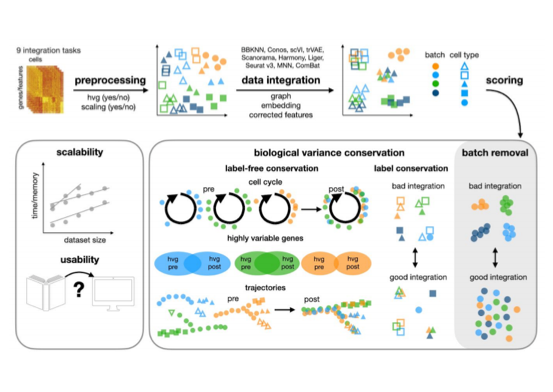 9 integration tasks
cells
genes/features
preprocessing
hvg (yes/no)
scaling (yes/no)
BBKNN, Conos, scVI, trVAE,
Scanorama, Harmony, Liger,
Seurat v3, MNN, ComBat
data integration
graph
embedding
corrected features
batch cell type
scoring
scalability
time/memory
dataset size
usability
?
biological variance conservation
label-free conservation
cell cycle
pre
post
highly variable genes
hvg pre
hvg post
hvg pre
hvg post
hvg pre
hvg post
trajectories
pre
post
label conservation
bad integration
good integration
batch removal
bad integration
good integration